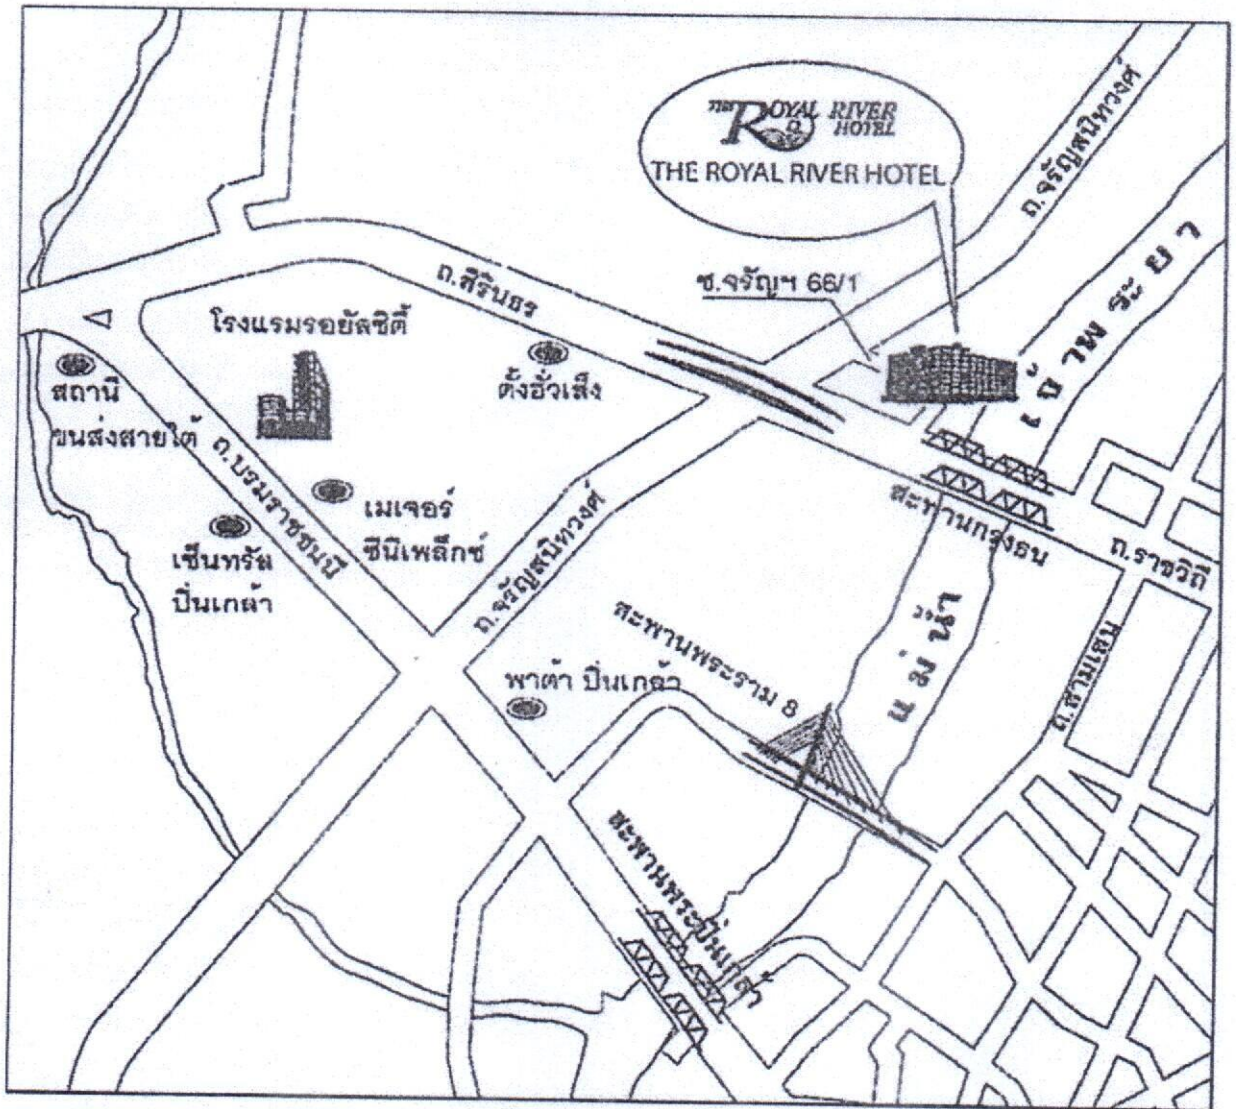 THE ROYAL RIVER
HOTEL
THE ROYAL RIVER HOTEL
ถ.จรัญสนิทวงศ์
ซ.จรัญฯ 66/1
ถ.สิรินธร
โรงแรมรอยัลซิตี้
ตั้งฮั่วเส็ง
สถานี
ขนส่งสายใต้
ถ.บรมราชชนนี
เมเจอร์
ซีนีเพล็กซ์
เซ็นทรัล
ปิ่นเกล้า
ถ.จรัญสนิทวงศ์
สะพานกรุงธน
ถ.ราชวิถี
แม่น้ำ
เจ้าพระยา
สะพานพระราม 8
ถ.สามเสน
พาต้า ปิ่นเกล้า
สะพานพระปิ่นเกล้า